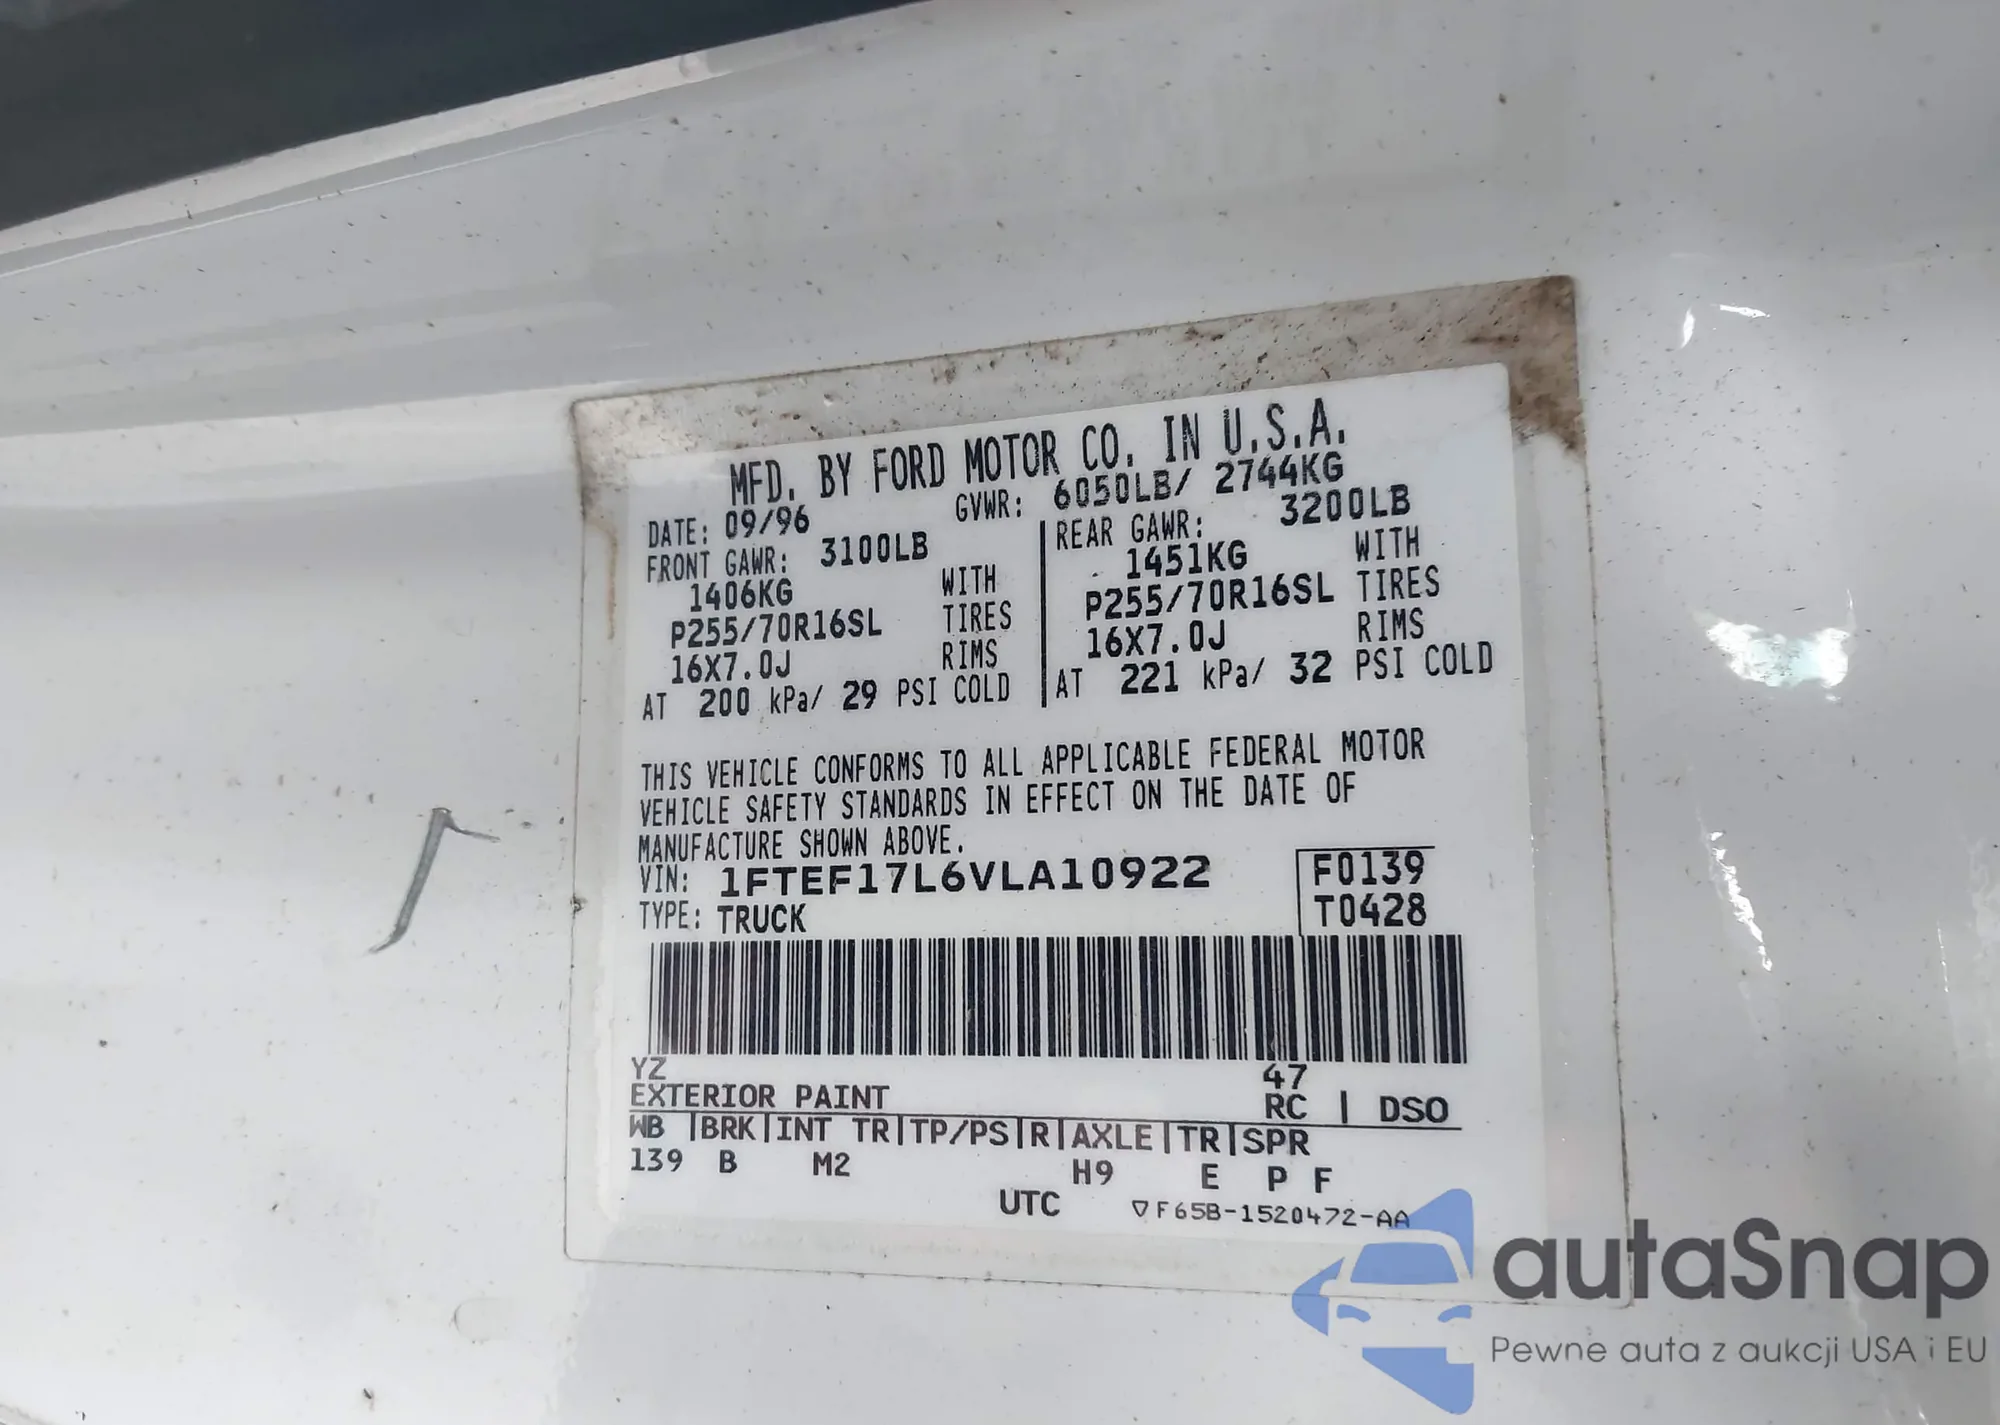 MFD. BY FORD MOTOR CO. IN U.S.A.
DATE: 09/96 GVWR: 6050LB/ 2744KG
FRONT GAWR: 3100LB
1406KG WITH
P255/70R16SL TIRES
16X7.0J RIMS
AT 200 kPa/ 29 PSI COLD
REAR GAWR: 3200LB
1451KG WITH
P255/70R16SL TIRES
16X7.0J RIMS
AT 221 kPa/ 32 PSI COLD
THIS VEHICLE CONFORMS TO ALL APPLICABLE FEDERAL MOTOR
VEHICLE SAFETY STANDARDS IN EFFECT ON THE DATE OF
MANUFACTURE SHOWN ABOVE.
VIN: 1FTEF17L6VLA10922
TYPE: TRUCK
F0139
T0428
YZ 47
EXTERIOR PAINT RC | DSO
WB |BRK|INT TR|TP/PS|R|AXLE|TR|SPR
139 B M2 H9 E P F
UTC ▽F65B-1520472-AA
autaSnap
Pewne auta z aukcji USA i EU